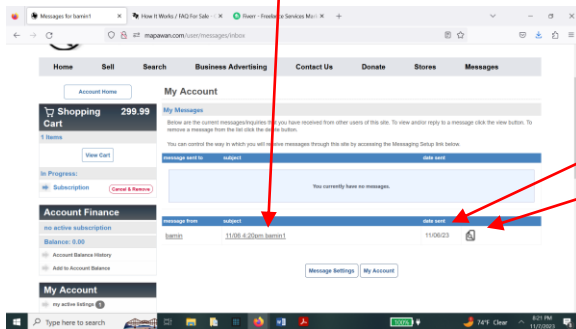 Messages for bamin1
How It Works / FAQ For Sale
Fiverr - Freelance Services Mark
mapawan.com/user/messages/inbox
Home Sell Search Business Advertising Contact Us Donate Stores Messages
Account Home
My Account
Shopping Cart 299.99
1 Items
View Cart
In Progress:
Subscription Cancel & Remove
My Messages
Below are the current messages/inquiries that you have received from other users of this site. To view and/or reply to a message click the view button. To
remove a message from the list click the delete button.
You can control the way in which you will receive messages through this site by accessing the Messaging Setup link below.
message sent to subject date sent
You currently have no messages.
Account Finance
no active subscription
Balance: 0.00
Account Balance History
Add to Account Balance
message from subject date sent
bamin 11/06 4:20pm bamin1 11/06/23
Message Settings My Account
My Account
my active listings 1
Type here to search
100%
74°F Clear
8:21 PM
11/7/2023